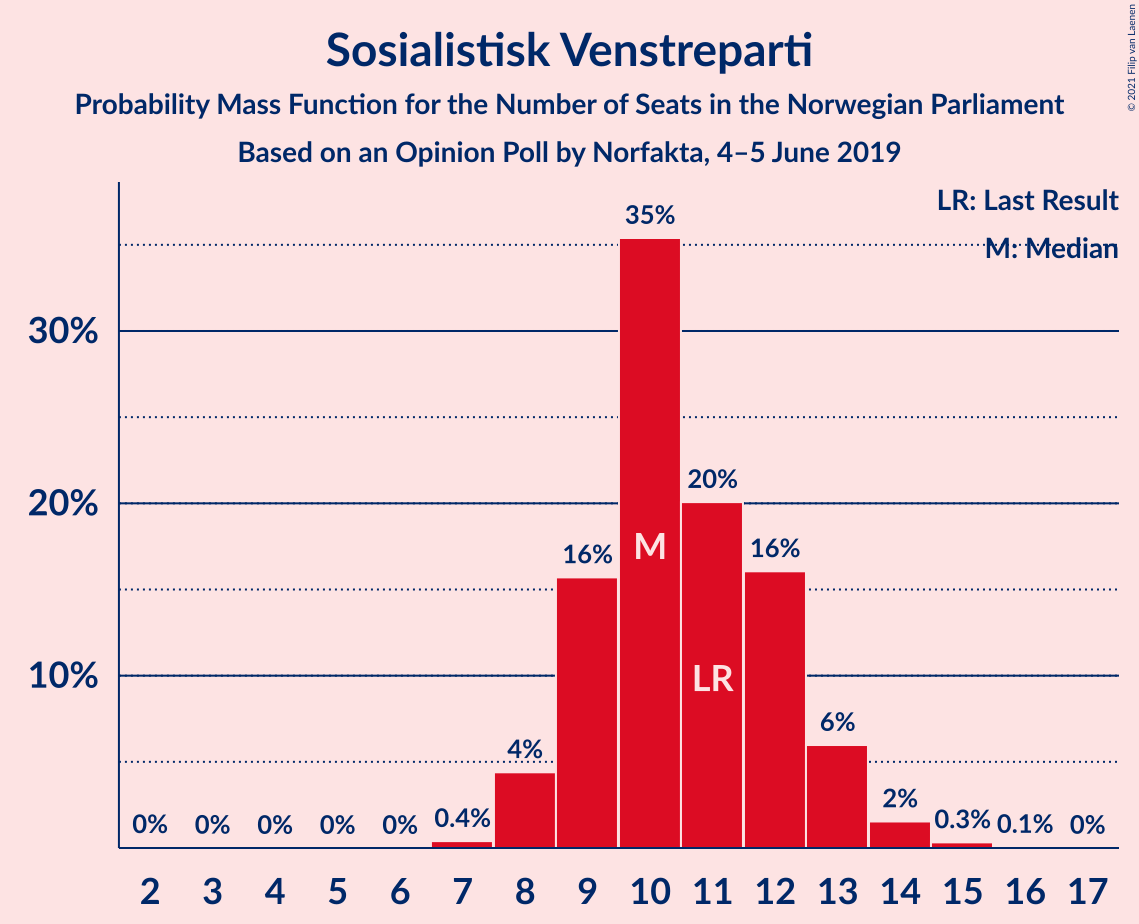 Sosialistisk Venstreparti
Probability Mass Function for the Number of Seats in the Norwegian Parliament
Based on an Opinion Poll by Norfakta, 4–5 June 2019
© 2021 Filip van Laenen
LR: Last Result
M: Median
30%
20%
10%
0%
0%
0%
0%
0%
0.4%
4%
16%
35%
20%
16%
6%
2%
0.3%
0.1%
0%
M
LR
2 3 4 5 6 7 8 9 10 11 12 13 14 15 16 17